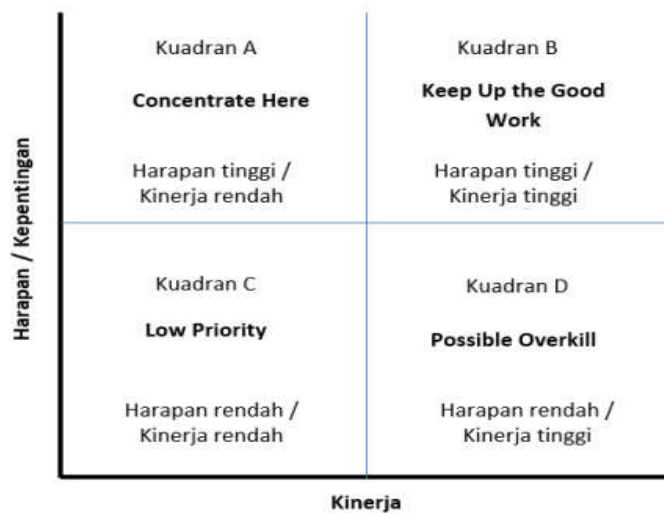 Harapan / Kepentingan
Kuadran A
Concentrate Here
Harapan tinggi /
Kinerja rendah
Kuadran B
Keep Up the Good
Work
Harapan tinggi /
Kinerja tinggi
Kuadran C
Low Priority
Harapan rendah /
Kinerja rendah
Kuadran D
Possible Overkill
Harapan rendah /
Kinerja tinggi
Kinerja